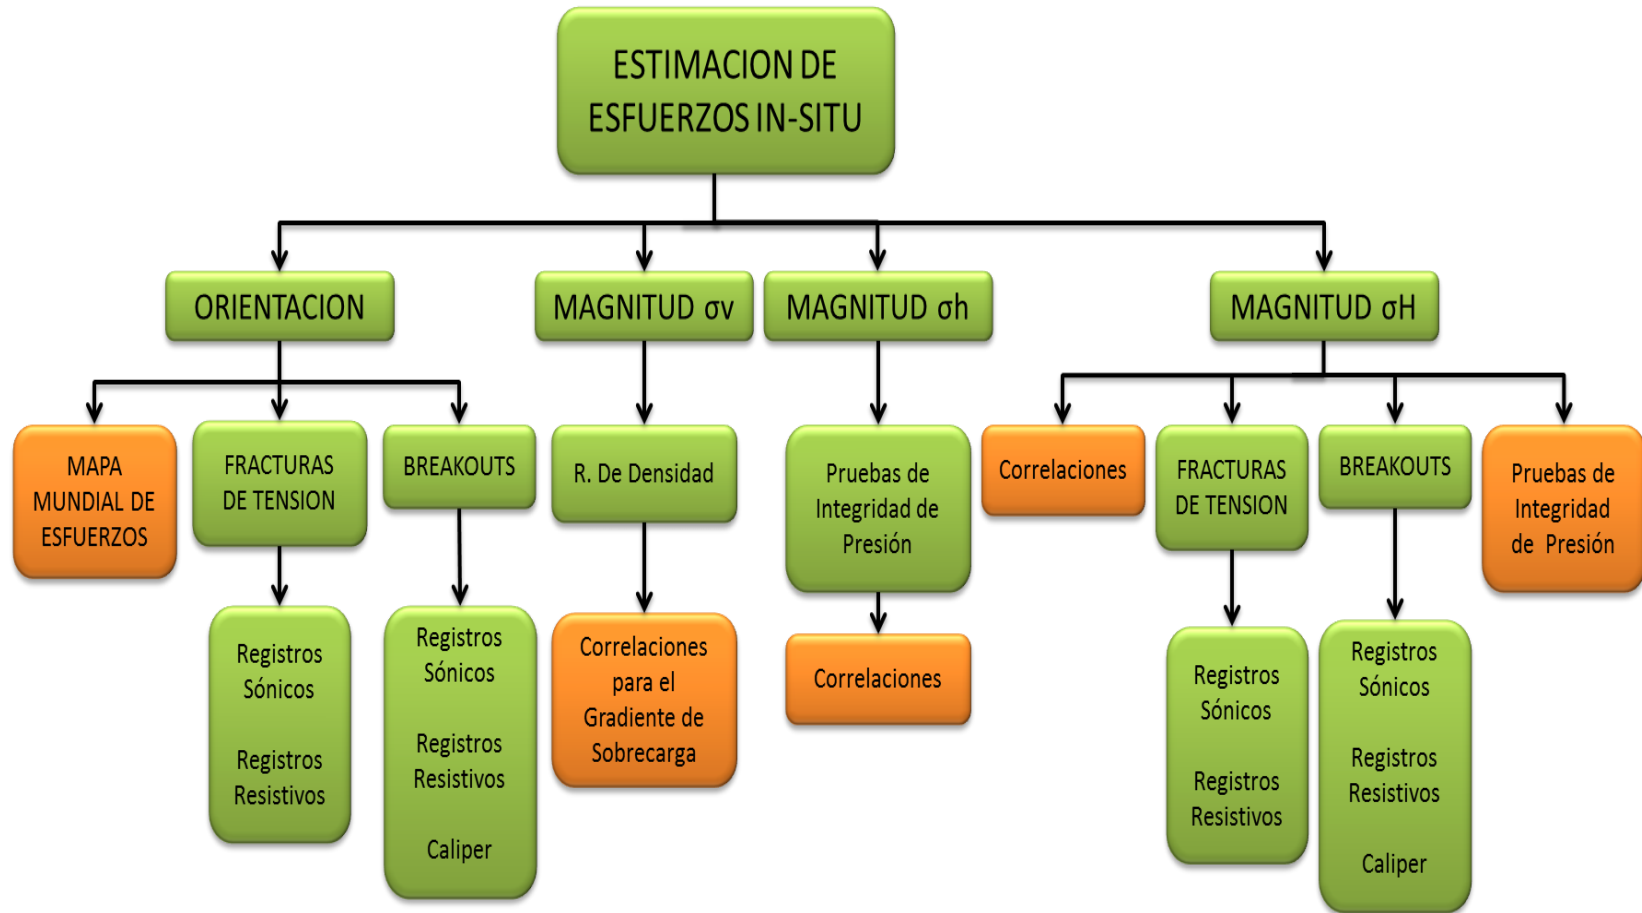 ESTIMACION DE
ESFUERZOS IN-SITU
ORIENTACION
MAGNITUD σv
MAGNITUD σh
MAGNITUD σH
MAPA
MUNDIAL DE
ESFUERZOS
FRACTURAS
DE TENSION
BREAKOUTS
R. De Densidad
Pruebas de
Integridad de
Presión
Correlaciones
FRACTURAS
DE TENSION
BREAKOUTS
Pruebas de
Integridad
de Presión
Registros
Sónicos
Registros
Resistivos
Registros
Sónicos
Registros
Resistivos
Caliper
Correlaciones
para el
Gradiente de
Sobrecarga
Correlaciones
Registros
Sónicos
Registros
Resistivos
Registros
Sónicos
Registros
Resistivos
Caliper